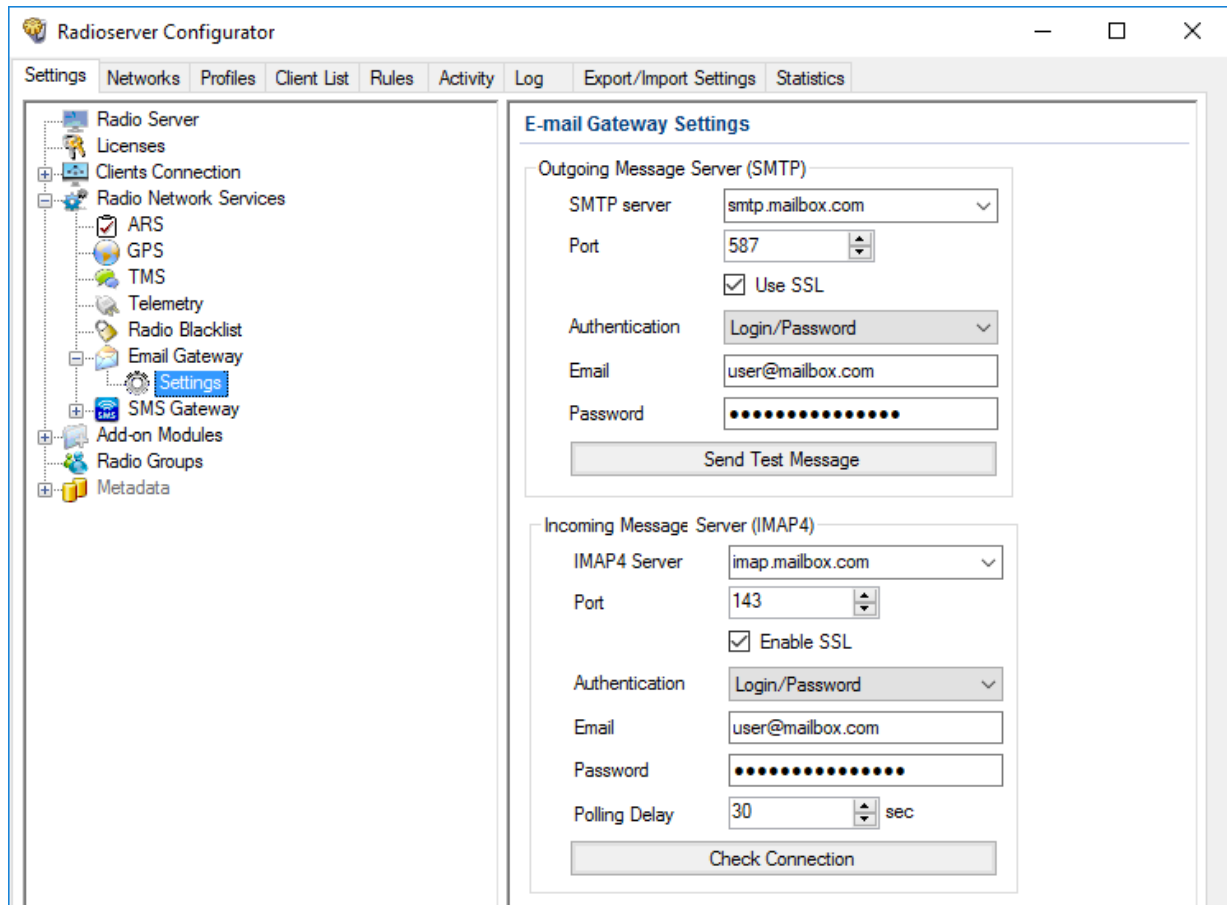 Radioserver Configurator
Settings Networks Profiles Client List Rules Activity Log Export/Import Settings Statistics
Radio Server
Licenses
Clients Connection
Radio Network Services
ARS
GPS
TMS
Telemetry
Radio Blacklist
Email Gateway
Settings
SMS
SMS Gateway
Add-on Modules
Radio Groups
Metadata
E-mail Gateway Settings
Outgoing Message Server (SMTP)
SMTP server smtp.mailbox.com
Port 587
Use SSL
Authentication Login/Password
Email user@mailbox.com
Password ●●●●●●●●●●●●●●●
Send Test Message
Incoming Message Server (IMAP4)
IMAP4 Server imap.mailbox.com
Port 143
Enable SSL
Authentication Login/Password
Email user@mailbox.com
Password ●●●●●●●●●●●●●●●
Polling Delay 30 sec
Check Connection